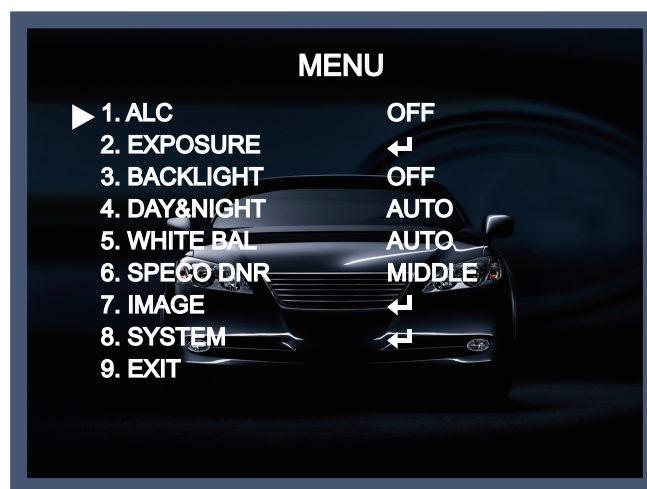 MENU
1. ALC OFF
2. EXPOSURE ↵
3. BACKLIGHT OFF
4. DAY&NIGHT AUTO
5. WHITE BAL AUTO
6. SPECO DNR MIDDLE
7. IMAGE ↵
8. SYSTEM ↵
9. EXIT